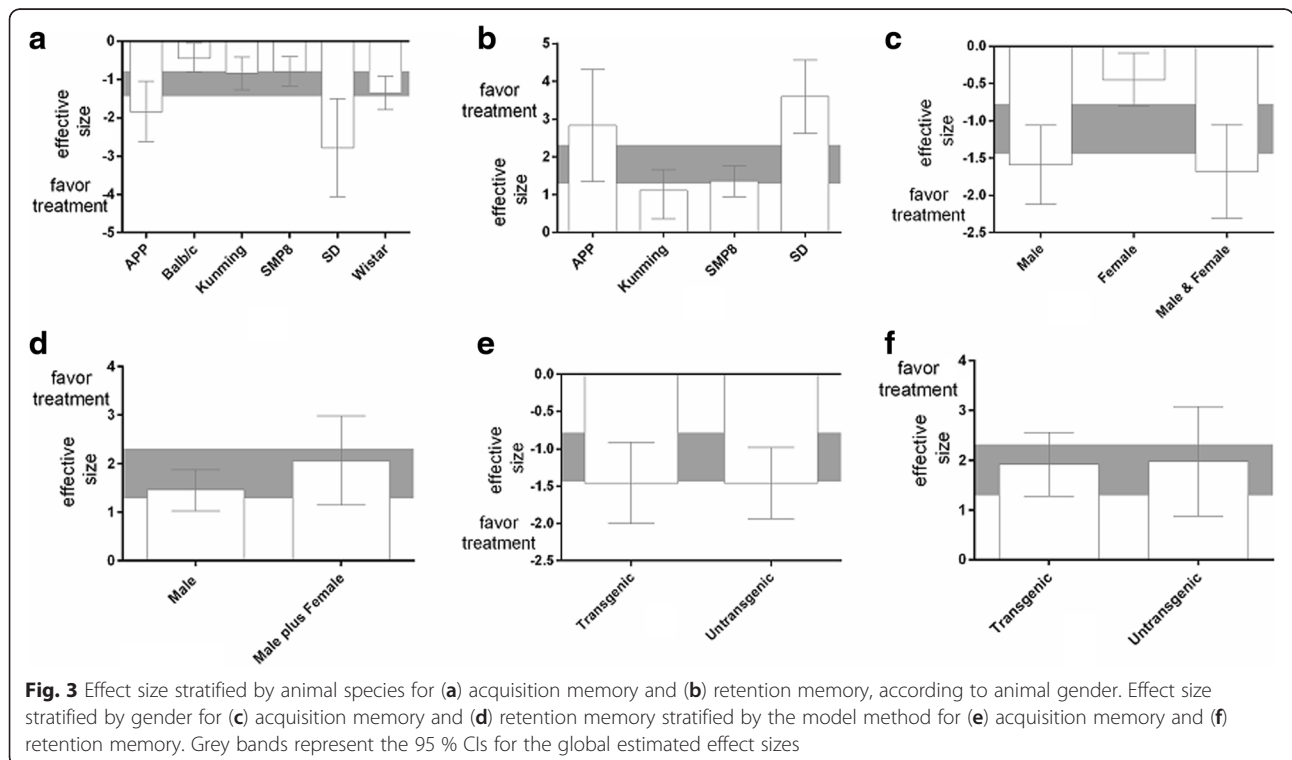 a
0
-1
-2
-3
-4
-5
effective size
favor treatment
APP
Balb/c
Kunming
SMP8
SD
Wistar
b
5
4
3
2
1
0
favor treatment
effective size
APP
Kunming
SMP8
SD
c
0.0
-0.5
-1.0
-1.5
-2.0
-2.5
effective size
favor treatment
Male
Female
Male & Female
d
4
3
2
1
0
favor treatment
effective size
Male
Male plus Female
e
0.0
-0.5
-1.0
-1.5
-2.0
-2.5
effective size
favor treatment
Transgenic
Untransgenic
f
4
3
2
1
0
favor treatment
effective size
Transgenic
Untransgenic
Fig. 3 Effect size stratified by animal species for (a) acquisition memory and (b) retention memory, according to animal gender. Effect size
stratified by gender for (c) acquisition memory and (d) retention memory stratified by the model method for (e) acquisition memory and (f)
retention memory. Grey bands represent the 95 % CIs for the global estimated effect sizes